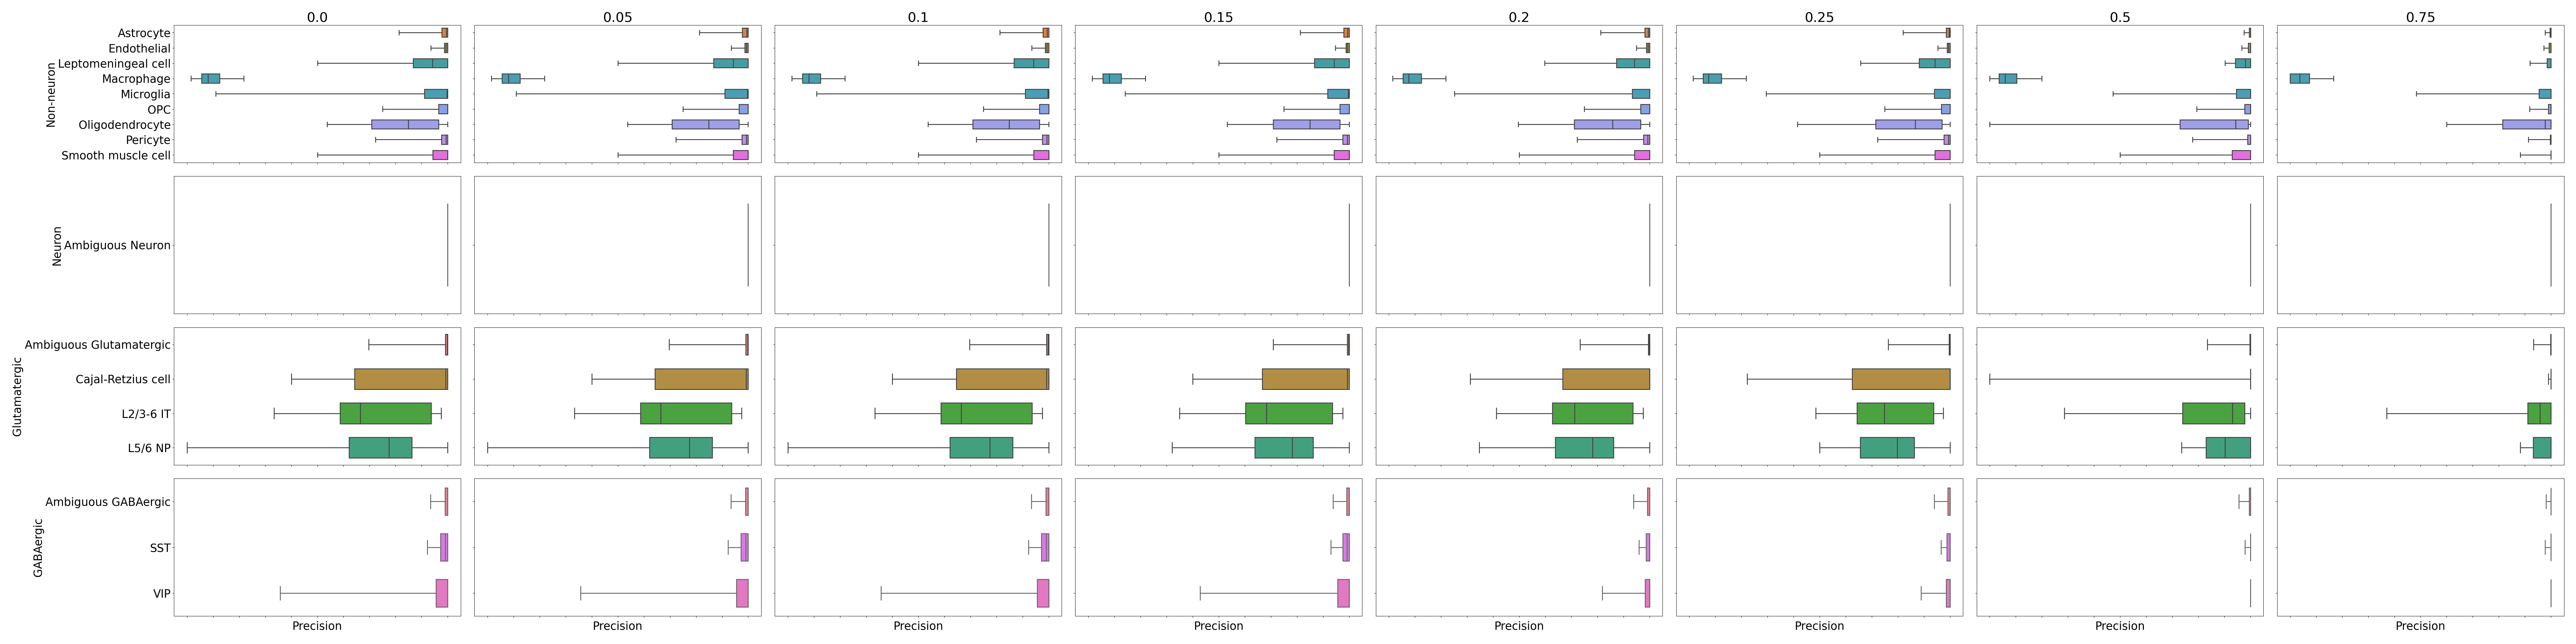 0.0 0.05 0.1 0.15 0.2 0.25 0.5 0.75
Non-neuron
Astrocyte
Endothelial
Leptomeningeal cell
Macrophage
Microglia
OPC
Oligodendrocyte
Pericyte
Smooth muscle cell
Neuron
Ambiguous Neuron
Glutamatergic
Ambiguous Glutamatergic
Cajal-Retzius cell
L2/3-6 IT
L5/6 NP
GABAergic
Ambiguous GABAergic
SST
VIP
Precision Precision Precision Precision Precision Precision Precision Precision